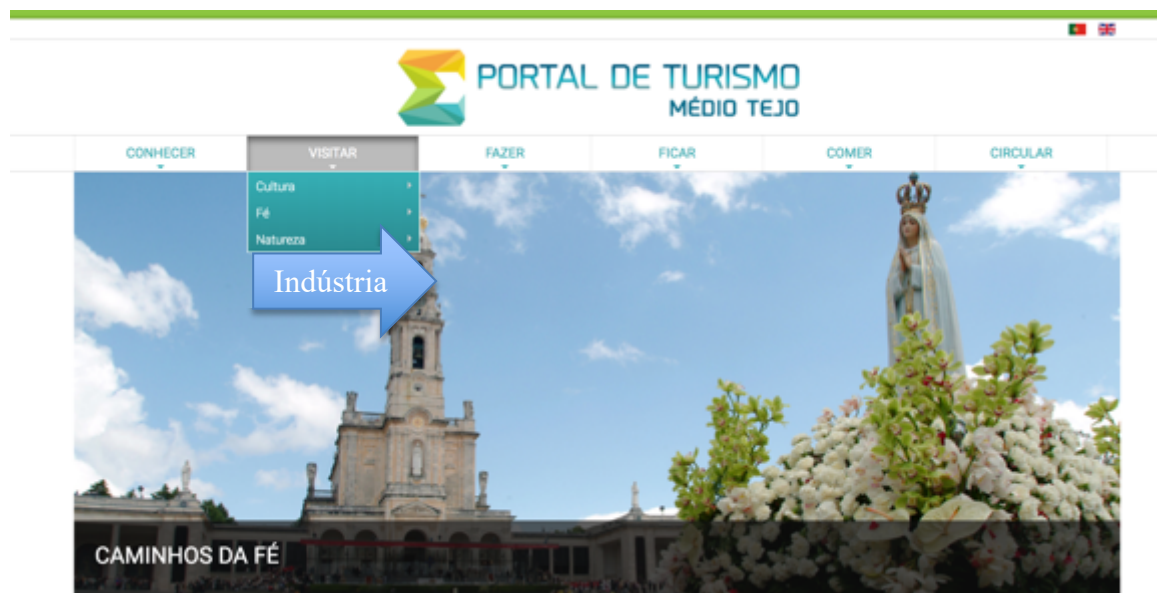 PORTAL DE TURISMO
MÉDIO TEJO
CONHECER VISITAR FAZER FICAR COMER CIRCULAR
Cultura
Fé
Natureza
Indústria
CAMINHOS DA FÉ